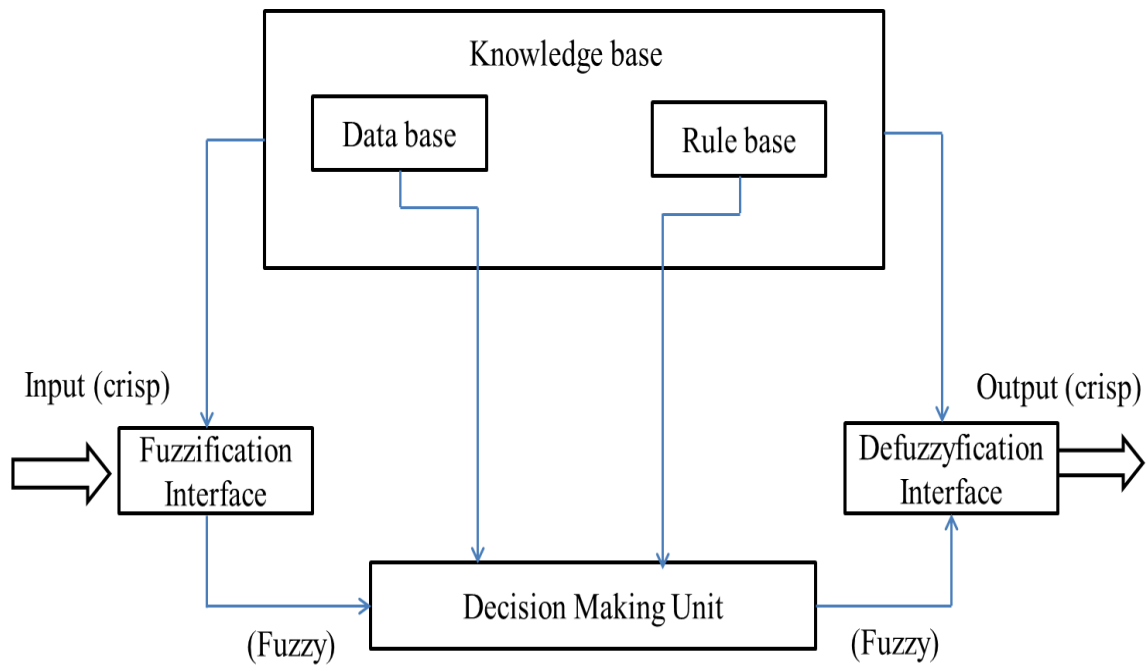 Knowledge base
Data base
Rule base
Input (crisp)
Output (crisp)
Fuzzification
Interface
Defuzzyfication
Interface
Decision Making Unit
(Fuzzy)
(Fuzzy)